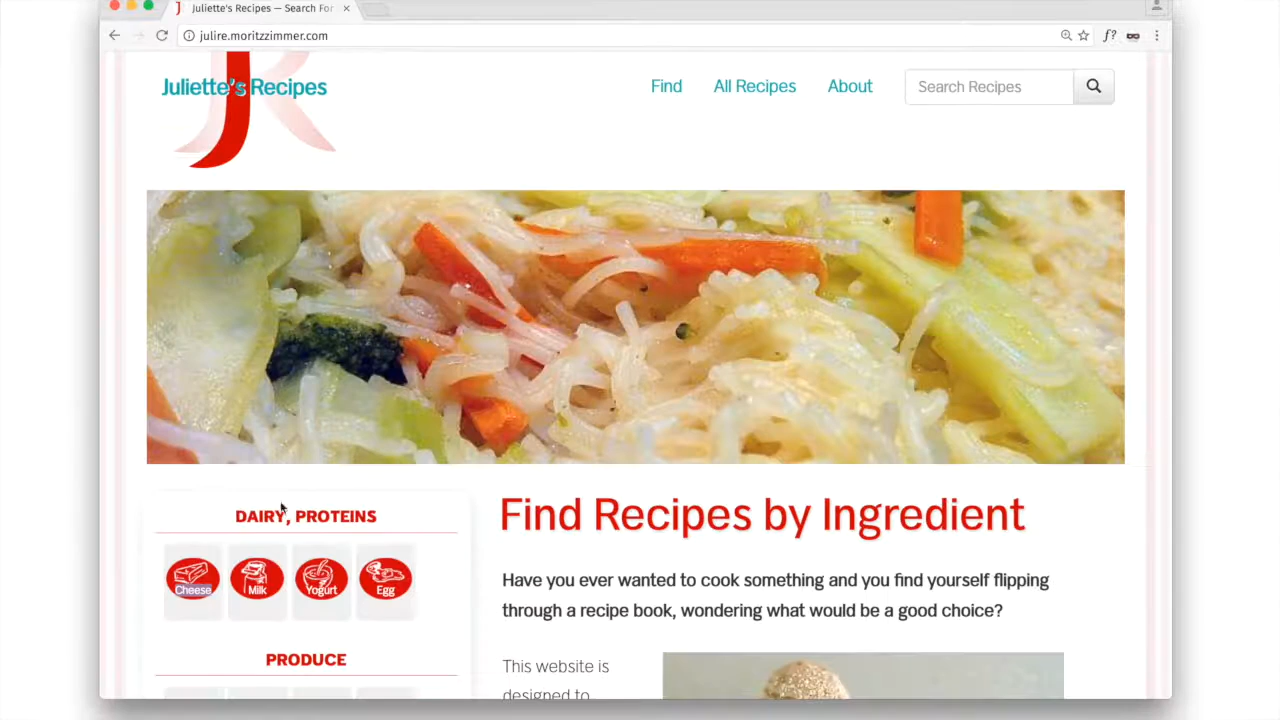 Juliette's Recipes — Search For
julire.moritzzimmer.com
f?
JR
Juliette's Recipes
Find
All Recipes
About
Search Recipes
DAIRY, PROTEINS
Cheese
Milk
Yogurt
Egg
PRODUCE
Find Recipes by Ingredient
Have you ever wanted to cook something and you find yourself flipping
through a recipe book, wondering what would be a good choice?
This website is
designed to